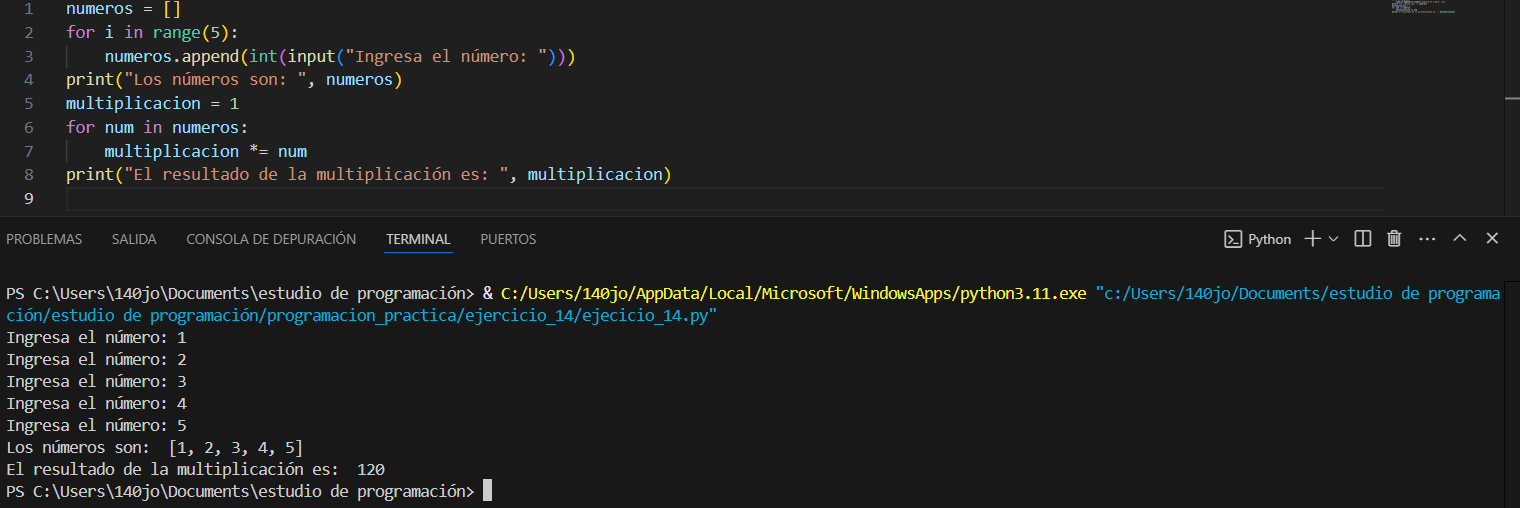 1 numeros = []
2 for i in range(5):
3     numeros.append(int(input("Ingresa el número: ")))
4 print("Los números son: ", numeros)
5 multiplicacion = 1
6 for num in numeros:
7     multiplicacion *= num
8 print("El resultado de la multiplicación es: ", multiplicacion)
9
PROBLEMAS SALIDA CONSOLA DE DEPURACIÓN TERMINAL PUERTOS Python
PS C:\Users\140jo\Documents\estudio de programación> & C:/Users/140jo/AppData/Local/Microsoft/WindowsApps/python3.11.exe "c:/Users/140jo/Documents/estudio de programa
ción/estudio de programación/programacion_practica/ejercicio_14/ejecicio_14.py"
Ingresa el número: 1
Ingresa el número: 2
Ingresa el número: 3
Ingresa el número: 4
Ingresa el número: 5
Los números son:  [1, 2, 3, 4, 5]
El resultado de la multiplicación es:  120
PS C:\Users\140jo\Documents\estudio de programación>